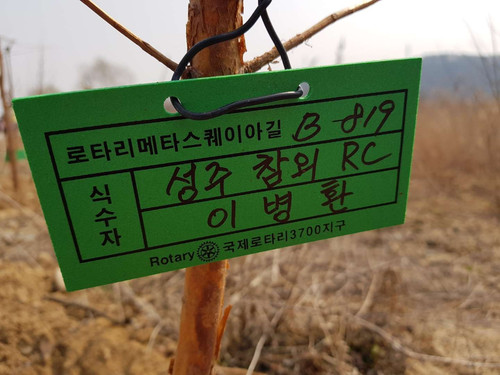 로타리메타스퀘이아길 B-819
식수자
성주 참외 RC
이병환
Rotary 국제로타리3700지구